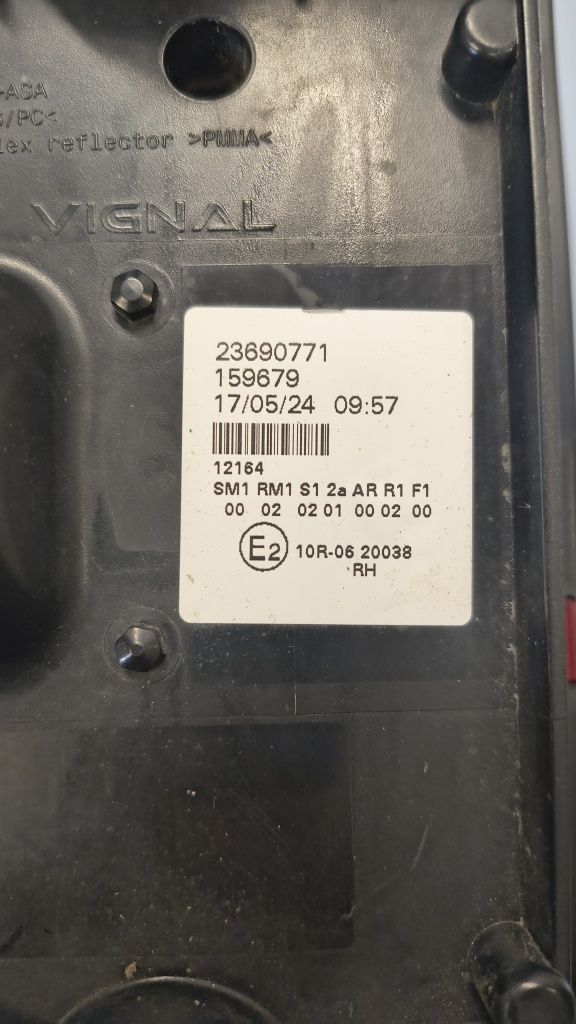 >ASA
/PC<
lex reflector >PMMA<
VIGNAL
23690771
159679
17/05/24 09:57
12164
SM1 RM1 S1 2a AR R1 F1
00 02 02 01 00 02 00
E2 10R-06 20038
RH